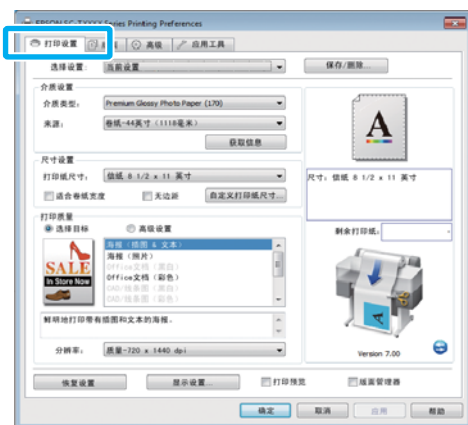 EPSON SC-TXXXX Series Printing Preferences
打印设置
高级
应用工具
选择设置:
当前设置
保存/删除...
介质设置
介质类型:
Premium Glossy Photo Paper (170)
来源:
卷纸-44英寸 (1118毫米)
获取信息
尺寸设置
打印纸尺寸:
信纸 8 1/2 x 11 英寸
适合卷纸宽度
无边距
自定义打印纸尺寸...
尺寸: 信纸 8 1/2 x 11 英寸
打印质量
选择目标
高级设置
剩余打印纸:
SALE
In Store Now
海报 (插图 & 文本)
海报 (照片)
Office文档 (黑白)
Office文档 (彩色)
CAD/线条图 (黑白)
CAD/线条图 (彩色)
鲜明地打印带有插图和文本的海报。
分辨率:
质量-720 x 1440 dpi
Version 7.00
恢复设置
显示设置...
打印预览
版面管理器
确定
取消
应用
帮助